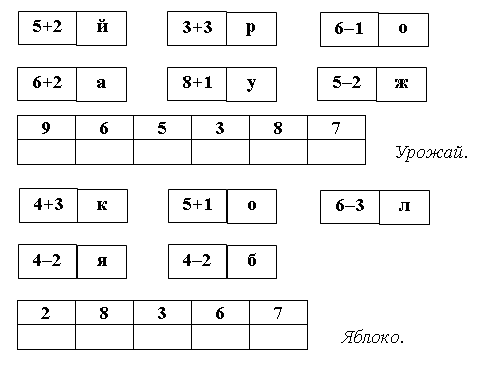 5+2 й 3+3 р 6–1 о
6+2 а 8+1 у 5–2 ж
9 6 5 3 8 7
Урожай.
4+3 к 5+1 о 6–3 л
4–2 я 4–2 б
2 8 3 6 7
Яблоко.